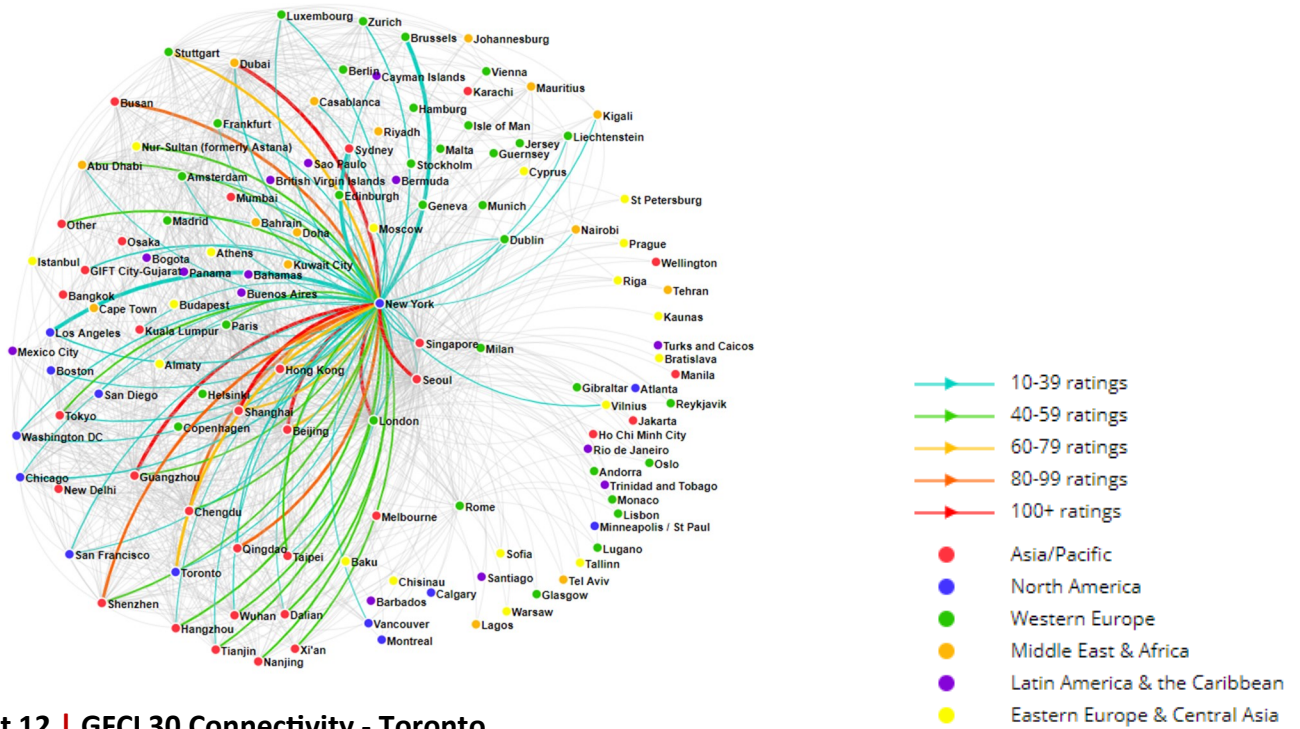 Luxembourg
Zurich
Brussels
Johannesburg
Stuttgart
Dubai
Berlin
Cayman Islands
Vienna
Karachi
Mauritius
Busan
Casablanca
Hamburg
Kigali
Frankfurt
Riyadh
Isle of Man
Liechtenstein
Nur-Sultan (formerly Astana)
Sydney
Malta
Jersey
Guernsey
Abu Dhabi
Sao Paulo
Stockholm
Cyprus
Amsterdam
British Virgin Islands
Bermuda
Mumbai
Edinburgh
Geneva
Munich
St Petersburg
Other
Madrid
Bahrain
Doha
Moscow
Nairobi
Osaka
Dublin
Prague
Istanbul
Bogota
Athens
Kuwait City
Wellington
GIFT City-Gujarat
Panama
Bahamas
Riga
Tehran
Bangkok
Buenos Aires
Cape Town
Budapest
New York
Kaunas
Los Angeles
Kuala Lumpur
Paris
Mexico City
Singapore
Milan
Turks and Caicos
Bratislava
Boston
Almaty
Hong Kong
Seoul
Manila
San Diego
Helsinki
Gibraltar
Atlanta
Tokyo
Shanghai
Vilnius
Reykjavik
Washington DC
Copenhagen
Beijing
London
Jakarta
Ho Chi Minh City
Rio de Janeiro
Chicago
Guangzhou
Oslo
Andorra
New Delhi
Trinidad and Tobago
Monaco
Chengdu
Melbourne
Rome
Lisbon
Minneapolis / St Paul
San Francisco
Qingdao
Taipei
Baku
Sofia
Lugano
Tallinn
Toronto
Chisinau
Santiago
Tel Aviv
Shenzhen
Barbados
Calgary
Glasgow
Hangzhou
Wuhan
Dalian
Vancouver
Lagos
Warsaw
Montreal
Tianjin
Xi'an
Nanjing
10-39 ratings
40-59 ratings
60-79 ratings
80-99 ratings
100+ ratings
Asia/Pacific
North America
Western Europe
Middle East & Africa
Latin America & the Caribbean
Eastern Europe & Central Asia
t 12 | GFCI 30 Connectivity - Toronto